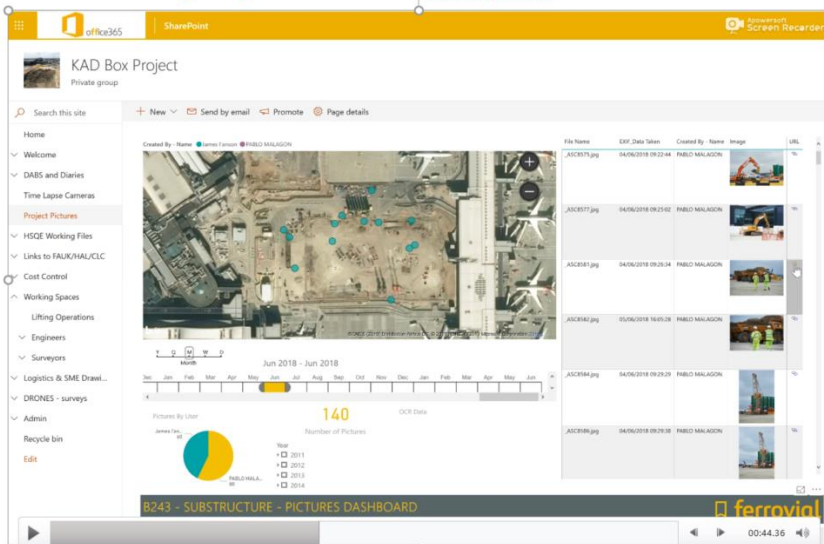 office365
SharePoint
Apowersoft
Screen Recorder
KAD Box Project
Private group
Search this site
New
Send by email
Promote
Page details
Home
Welcome
DABS and Diaries
Time Lapse Cameras
Project Pictures
HSQE Working Files
Links to FAUK/HAL/CLC
Cost Control
Working Spaces
Lifting Operations
Engineers
Surveyors
Logistics & SME Drawi...
DRONES - surveys
Admin
Recycle bin
Edit
Created By - Name James Fanson PABLO MALAGON
Y Q M W D
Month
Jun 2018 - Jun 2018
Dec Jan Feb Mar Apr May Jun Jul Aug Sep Oct Nov Dec Jan Feb Mar Apr May Jun
Pictures By User
James Fan...
PABLO MALA...
140
Number of Pictures
OCR Data
Year
2011
2012
2013
2014
File Name EXIF_Data Taken Created By - Name Image URL
_ASC8575.jpg 04/06/2018 09:22:44 PABLO MALAGON
_ASC8577.jpg 04/06/2018 09:25:02 PABLO MALAGON
_ASC8581.jpg 04/06/2018 09:26:34 PABLO MALAGON
_ASC8582.jpg 05/06/2018 16:05:28 PABLO MALAGON
_ASC8584.jpg 04/06/2018 09:29:29 PABLO MALAGON
_ASC8586.jpg 04/06/2018 09:29:38 PABLO MALAGON
B243 - SUBSTRUCTURE - PICTURES DASHBOARD
ferrovial
00:44.36